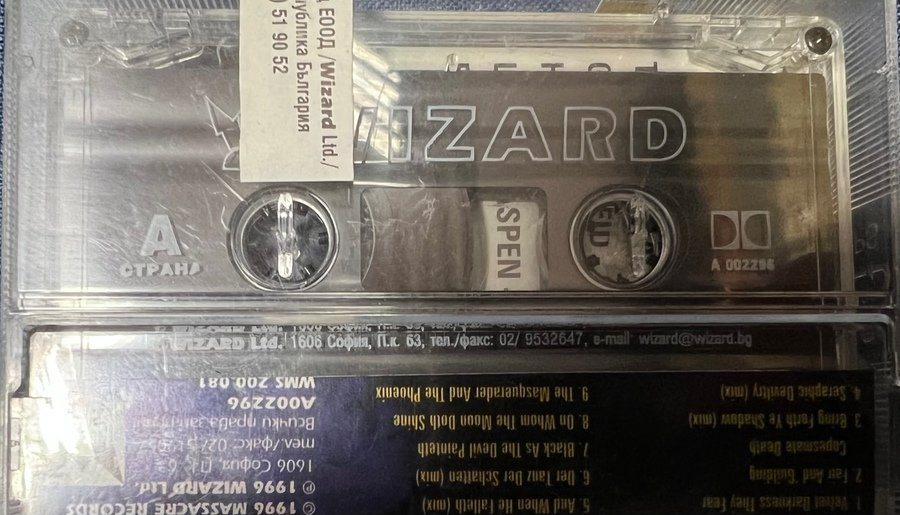 ЕООД /Wizard Ltd./
публика България
51 90 52
WIZARD
A
СТРАНА
SPEN
A 002296
WIZARD Ltd., 1606 София, П.к. 63, тел./факс: 02/ 9532647, e-mail wizard@wizard.bg
1. Velvet Darkness They Fear
2. Fear And Guiding
Copesmate Death
3 Bring Forth Ye Shadow (mix)
4. Seraphic Deviltry (mix)
5. And When He Falleth (mix)
6. Der Tanz Der Schatten (mix)
7. Black As The Devil Painteth
8. On Whom The Moon Doth Shine
9. The Masquerader And The Phoenix
© 1996 MASSACRE RECORDS
℗ 1996 WIZARD Ltd.
1606 София, П.к. 6
тел./факс: 02/ 5
Всички права
A002296
WMS 200 081